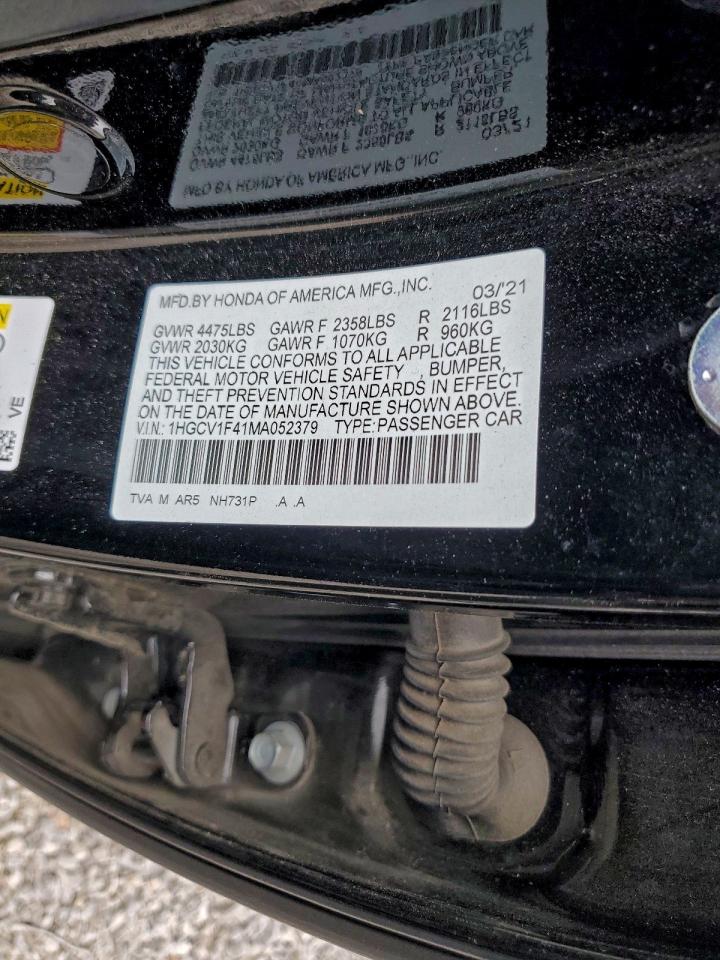 MFD.BY HONDA OF AMERICA MFG.,INC. 03/'21
GVWR 4475LBS GAWR F 2358LBS R 2116LBS
GVWR 2030KG GAWR F 1070KG R 960KG
THIS VEHICLE CONFORMS TO ALL APPLICABLE
FEDERAL MOTOR VEHICLE SAFETY , BUMPER,
AND THEFT PREVENTION STANDARDS IN EFFECT
ON THE DATE OF MANUFACTURE SHOWN ABOVE.
V.I.N.: 1HGCV1F41MA052379 TYPE:PASSENGER CAR
TVA M AR5 NH731P .A .A
VE